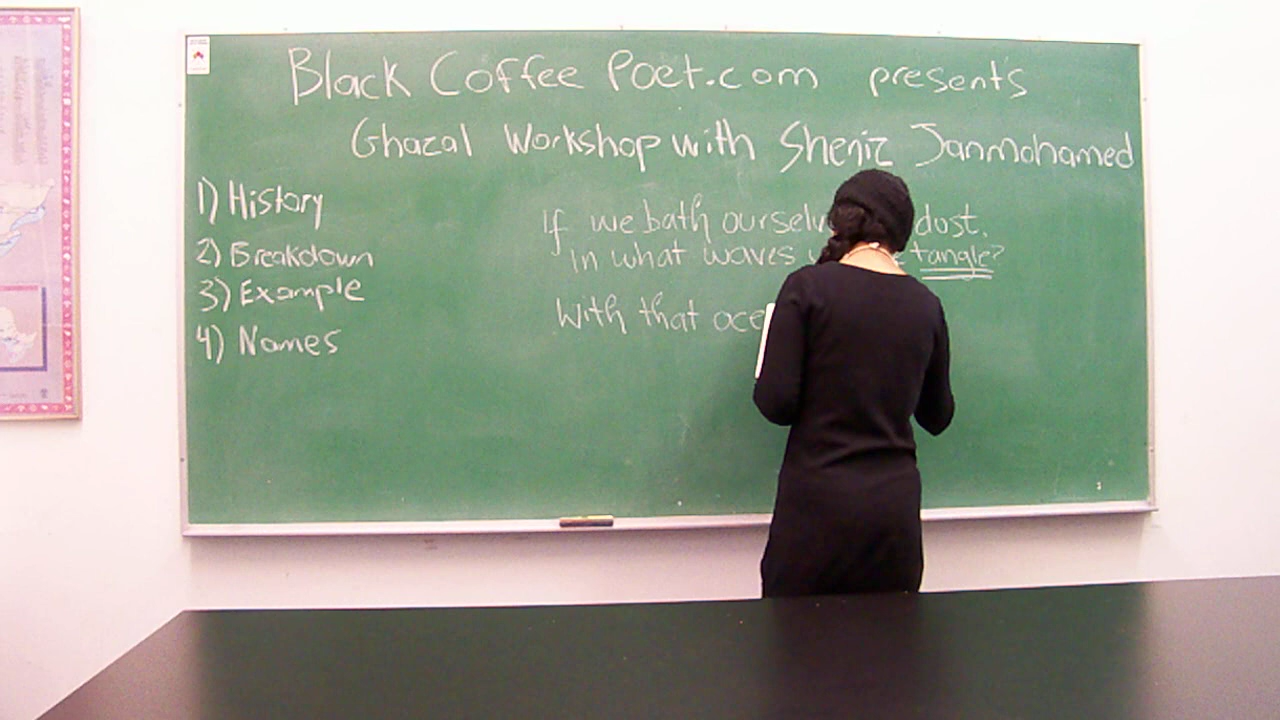 Black Coffee Poet.com presents
Ghazal Workshop with Sheniz Janmohamed
1) History
2) Breakdown
3) Example
4) Names
If we bath ourselv dust.
In what waves tangle?
With that oce